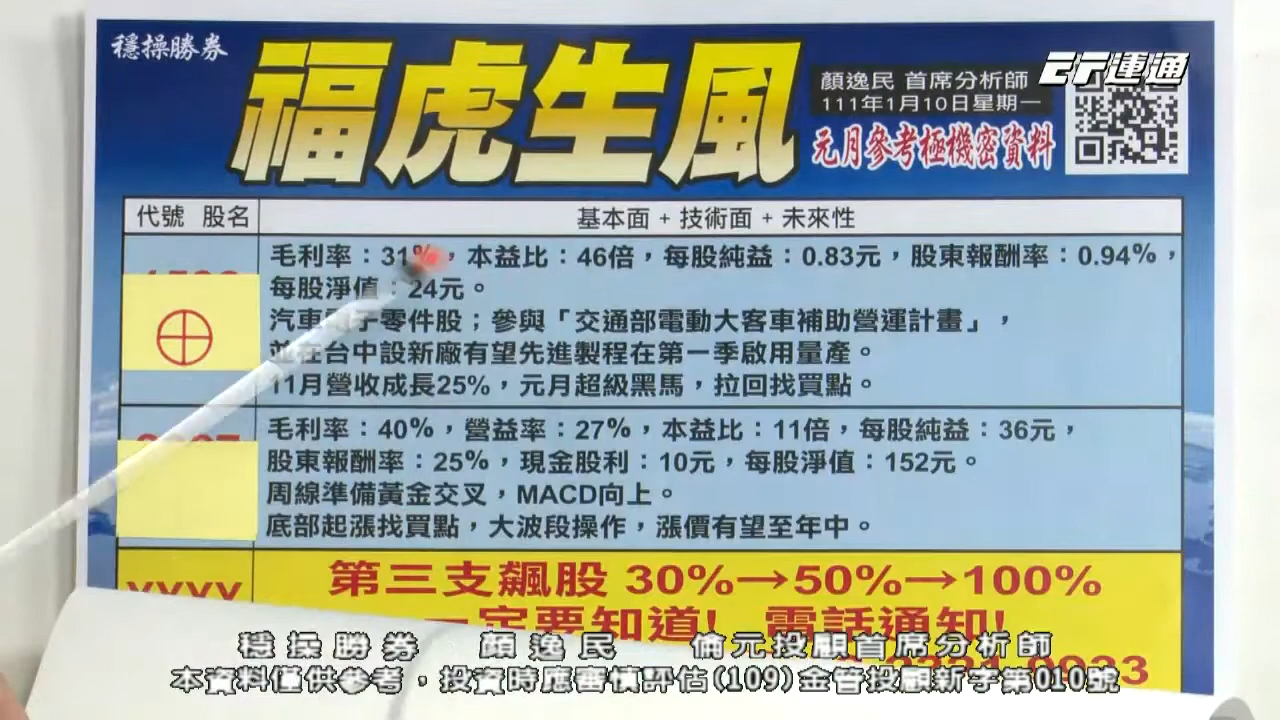 穩操勝券
福虎生風
顏逸民 首席分析師
111年1月10日星期一
元月參考極機密資料
EF運通
代號 股名
基本面 + 技術面 + 未來性
毛利率：31%，本益比：46倍，每股純益：0.83元，股東報酬率：0.94%，
每股淨值：24元。
汽車電子零件股；參與「交通部電動大客車補助營運計畫」，
並在台中設新廠有望先進製程在第一季啟用量產。
11月營收成長25%，元月超級黑馬，拉回找買點。
毛利率：40%，營益率：27%，本益比：11倍，每股純益：36元，
股東報酬率：25%，現金股利：10元，每股淨值：152元。
周線準備黃金交叉，MACD向上。
底部起漲找買點，大波段操作，漲價有望至年中。
YYYY
第三支飆股 30%→50%→100%
一定要知道! 電話通知!
穩操勝券 顏逸民 倫元投顧首席分析師
本資料僅供參考，投資時應審慎評估(109)金管投顧新字第010號